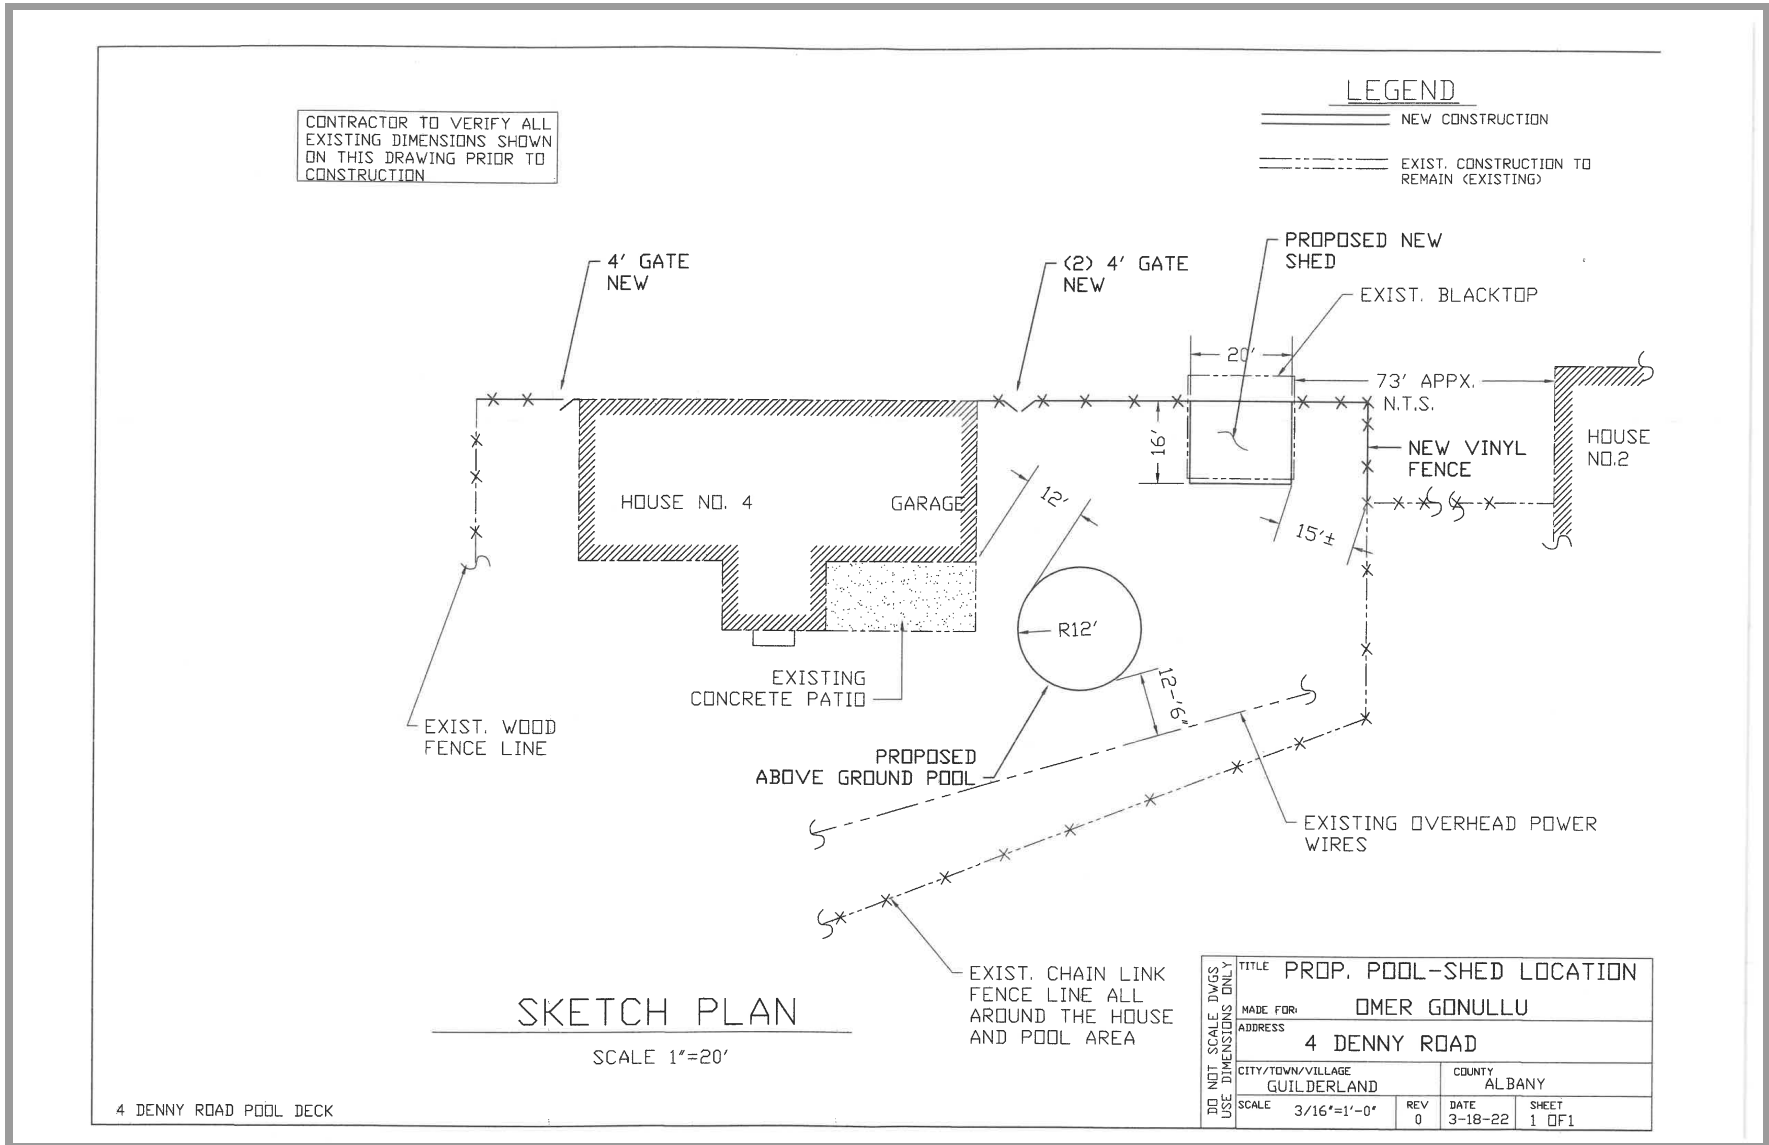 LEGEND
NEW CONSTRUCTION
EXIST. CONSTRUCTION TO
REMAIN (EXISTING)
CONTRACTOR TO VERIFY ALL
EXISTING DIMENSIONS SHOWN
ON THIS DRAWING PRIOR TO
CONSTRUCTION
4' GATE
NEW
(2) 4' GATE
NEW
PROPOSED NEW
SHED
EXIST. BLACKTOP
20'
73' APPX.
N.T.S.
16'
NEW VINYL
FENCE
HOUSE
NO.2
HOUSE NO. 4
GARAGE
12'
15'±
R12'
12'-6"
EXISTING
CONCRETE PATIO
EXIST. WOOD
FENCE LINE
PROPOSED
ABOVE GROUND POOL
EXISTING OVERHEAD POWER
WIRES
EXIST. CHAIN LINK
FENCE LINE ALL
AROUND THE HOUSE
AND POOL AREA
SKETCH PLAN
SCALE 1"=20'
4 DENNY ROAD POOL DECK
DO NOT SCALE DWGS
USE DIMENSIONS ONLY
TITLE PROP. POOL-SHED LOCATION
MADE FOR: OMER GONULLU
ADDRESS
4 DENNY ROAD
CITY/TOWN/VILLAGE
GUILDERLAND
COUNTY
ALBANY
SCALE 3/16"=1'-0"
REV
0
DATE
3-18-22
SHEET
1 OF1